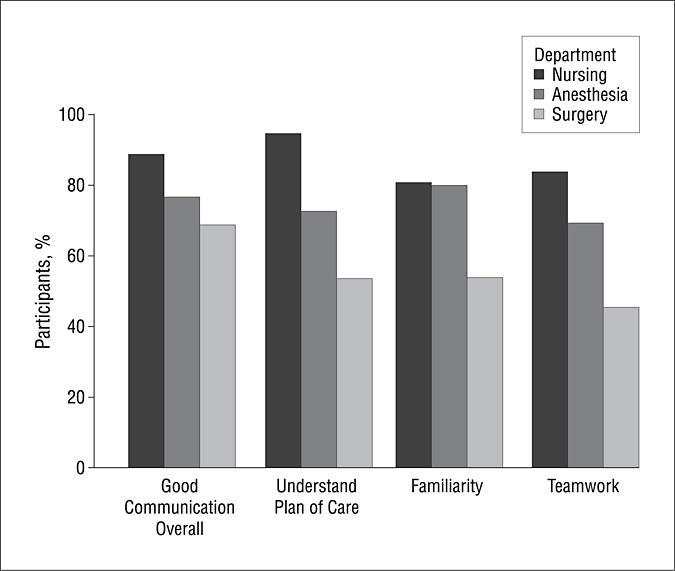 Department
Nursing
Anesthesia
Surgery
100
80
60
40
20
0
Participants, %
Good
Communication
Overall
Understand
Plan of Care
Familiarity
Teamwork